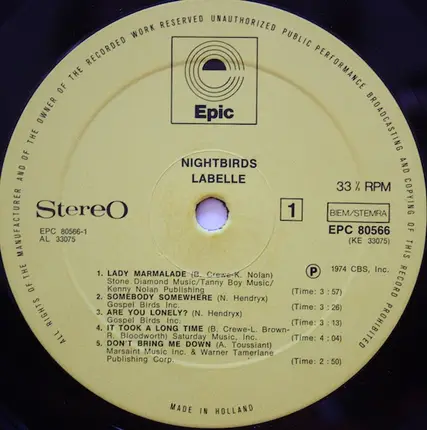 ALL RIGHTS OF THE MANUFACTURER AND OF THE OWNER OF THE RECORDED WORK RESERVED UNAUTHORIZED PUBLIC PERFORMANCE BROADCASTING AND COPYING OF THIS RECORD PROHIBITED
Epic
NIGHTBIRDS
LABELLE
33⅓ RPM
Stereo
1
BIEM/STEMRA
EPC 80566-1
AL 33075
EPC 80566
(KE 33075)
P 1974 CBS, Inc.
1. LADY MARMALADE (B. Crewe-K. Nolan)
Stone Diamond Music/Tanny Boy Music/
Kenny Nolan Publishing (Time: 3 : 57)
2. SOMEBODY SOMEWHERE (N. Hendryx)
Gospel Birds Inc. (Time: 3 : 26)
3. ARE YOU LONELY? (N. Hendryx)
Gospel Birds Inc. (Time: 3 : 13)
4. IT TOOK A LONG TIME (B. Crewe-L. Brown-
R. Bloodworth) Saturday Music, Inc. (Time: 4 : 04)
5. DON'T BRING ME DOWN (A. Toussiant)
Marsaint Music Inc. & Warner Tamerlane
Publishing Corp. (Time: 2 : 50)
MADE IN HOLLAND